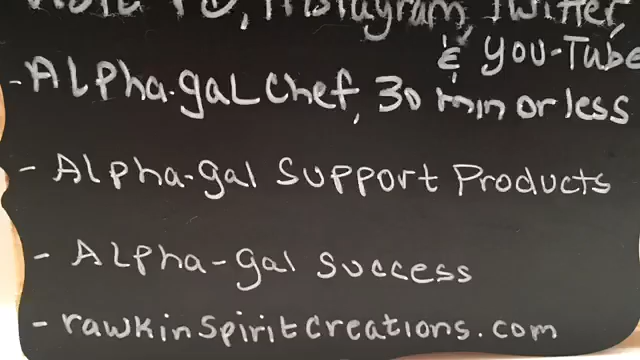 Instagram Twitter,
& You-Tube
- Alpha-gal Chef, 30 min or less
- Alpha-gal Support Products
- Alpha-gal Success
- rawkinspiritcreations.com